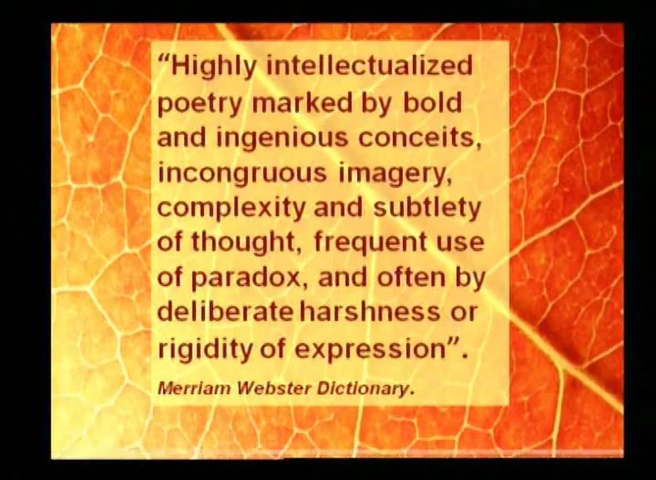 “Highly intellectualized
poetry marked by bold
and ingenious conceits,
incongruous imagery,
complexity and subtlety
of thought, frequent use
of paradox, and often by
deliberate harshness or
rigidity of expression”.
Merriam Webster Dictionary.